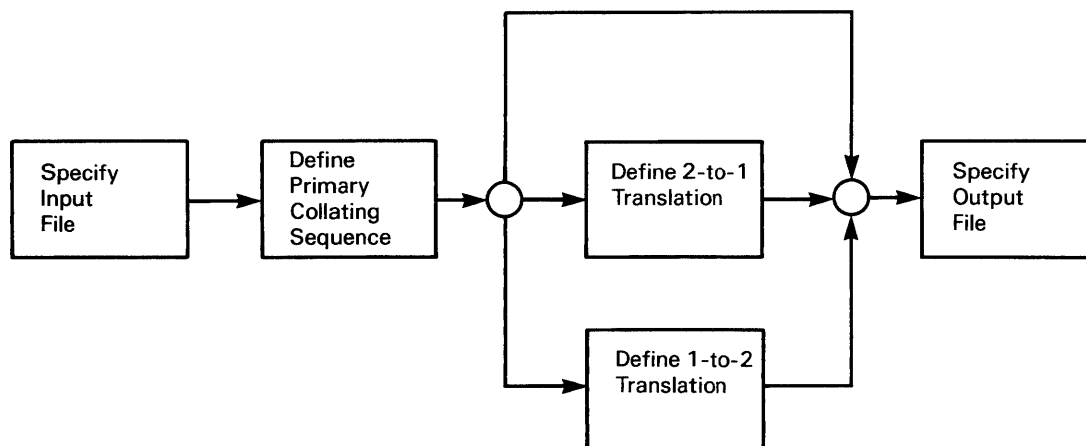 Specify
Input
File
Define
Primary
Collating
Sequence
Define 2-to-1
Translation
Define 1-to-2
Translation
Specify
Output
File